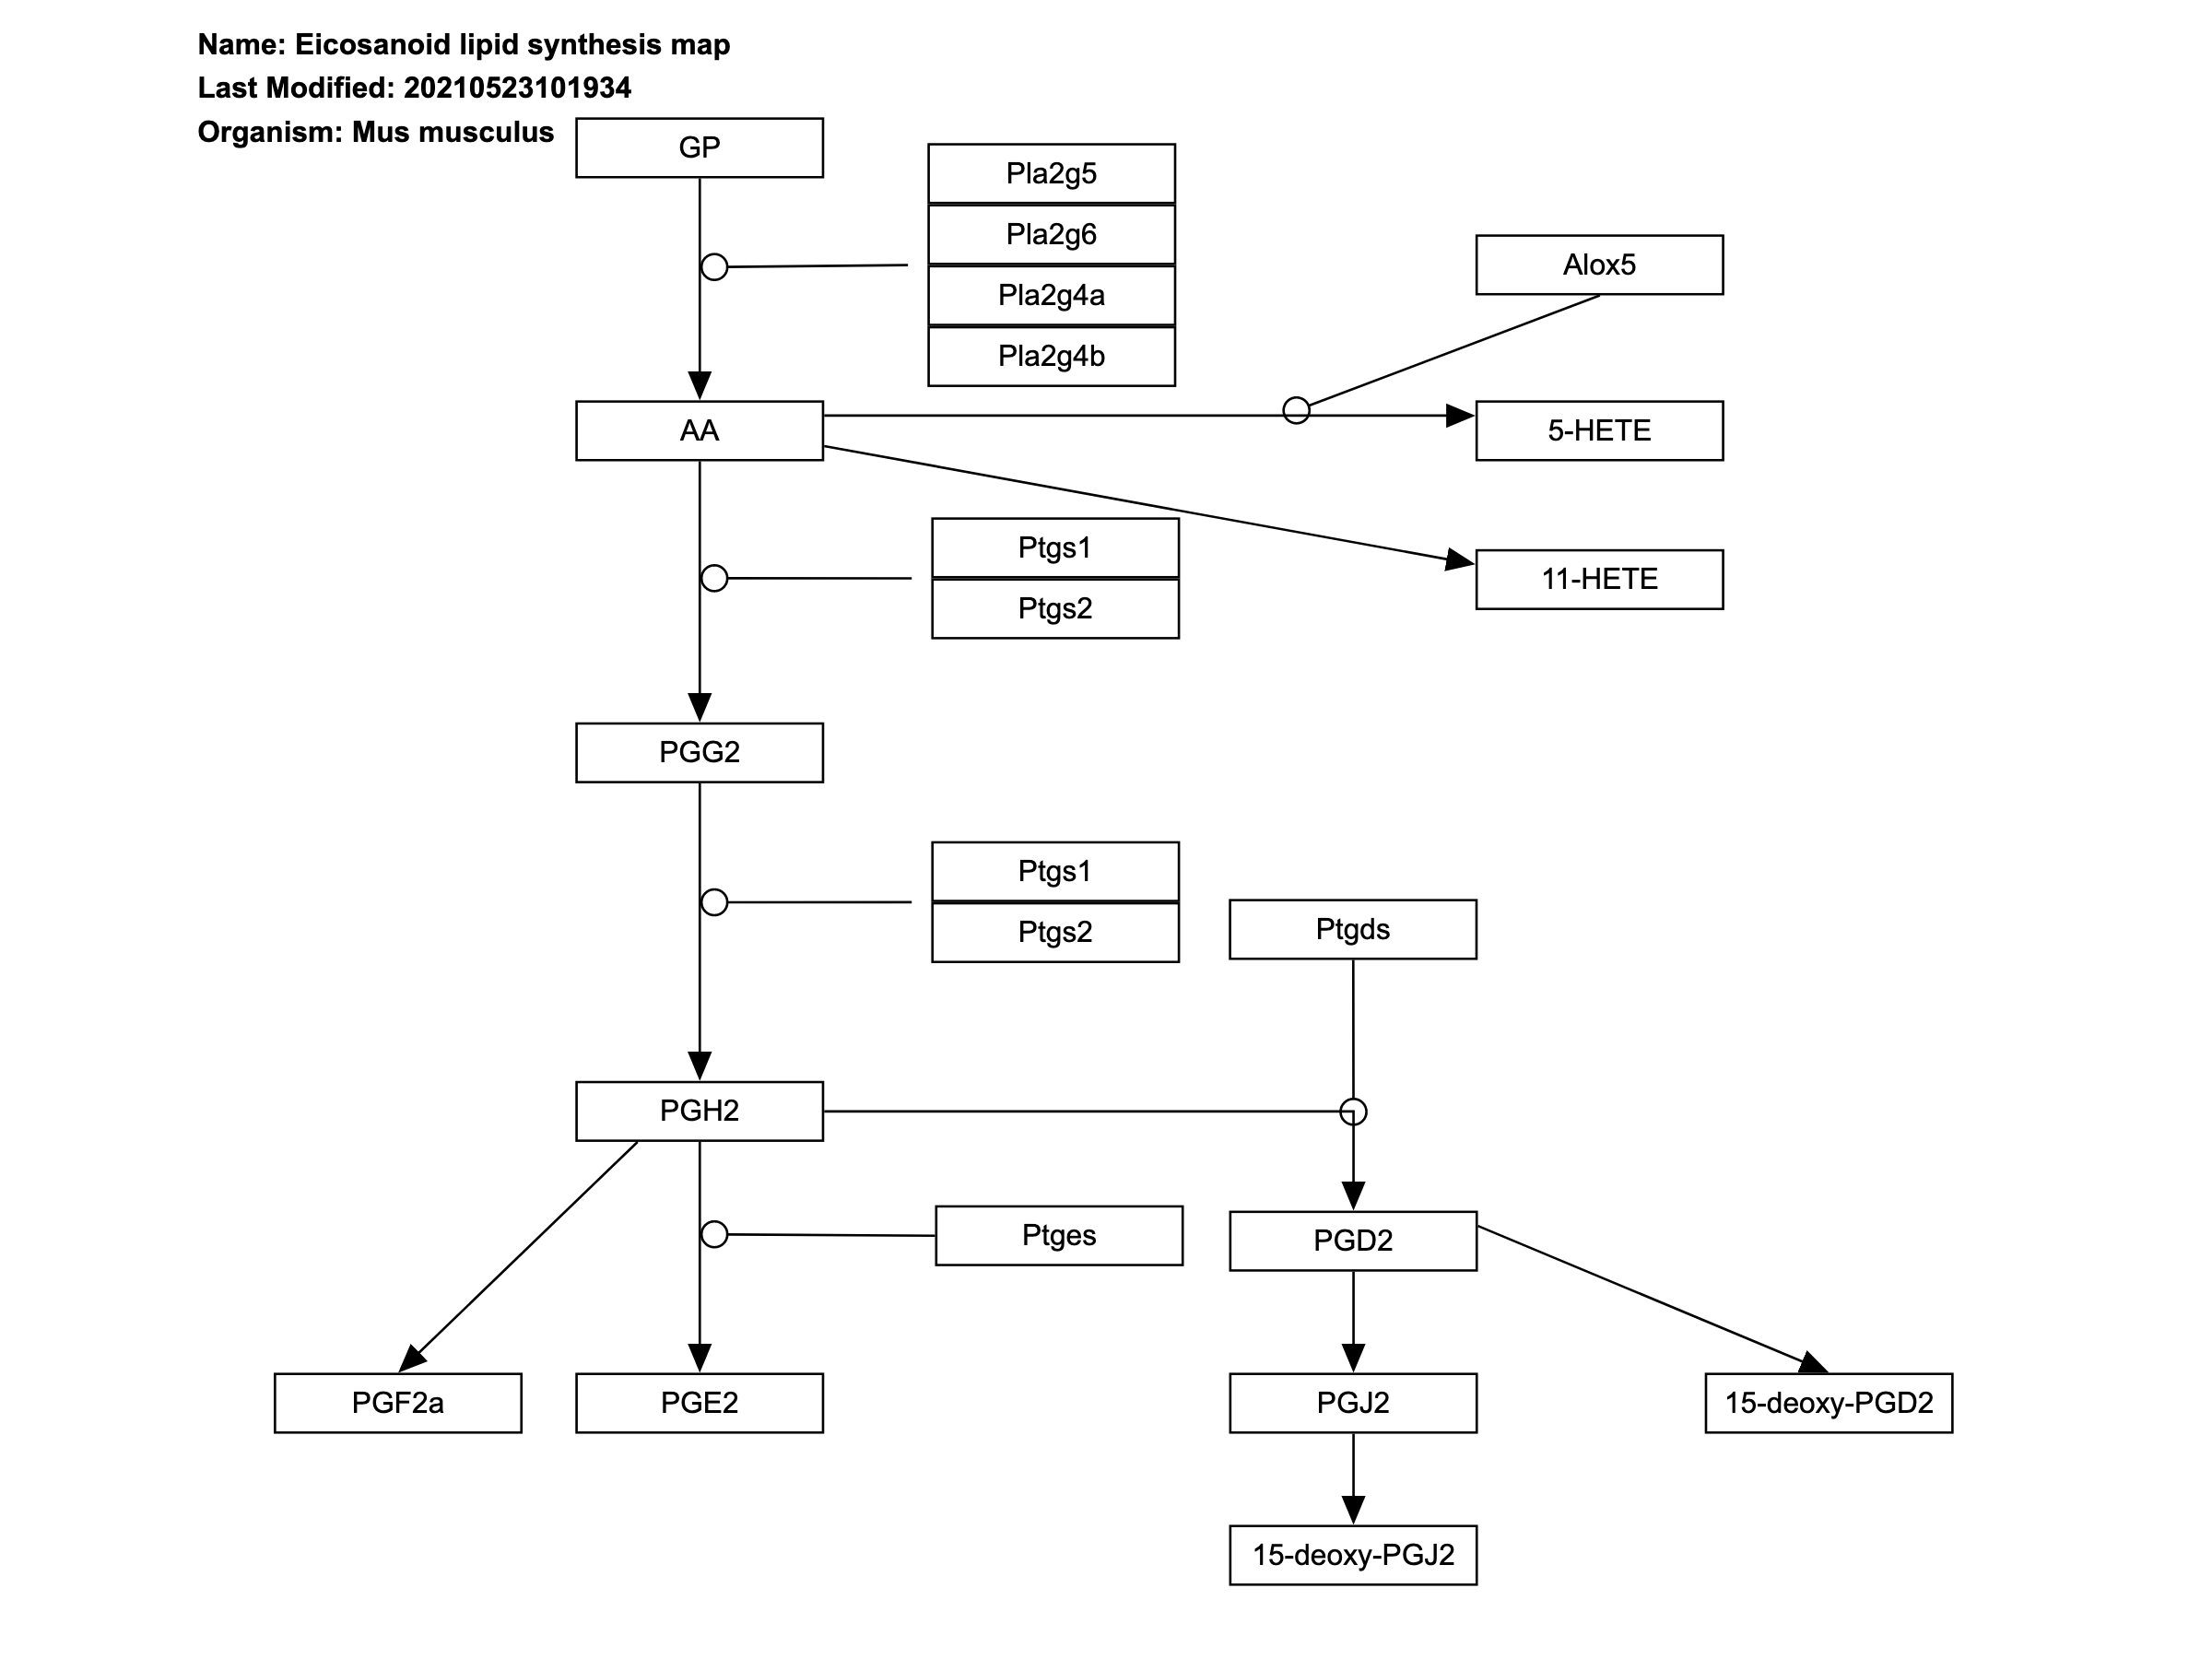 Name: Eicosanoid lipid synthesis map
Last Modified: 20210523101934
Organism: Mus musculus
GP
Pla2g5
Pla2g6
Alox5
Pla2g4a
Pla2g4b
AA
5-HETE
Ptgs1
11-HETE
Ptgs2
PGG2
Ptgs1
Ptgs2
Ptgds
PGH2
Ptges
PGD2
PGF2a
PGE2
PGJ2
15-deoxy-PGD2
15-deoxy-PGJ2